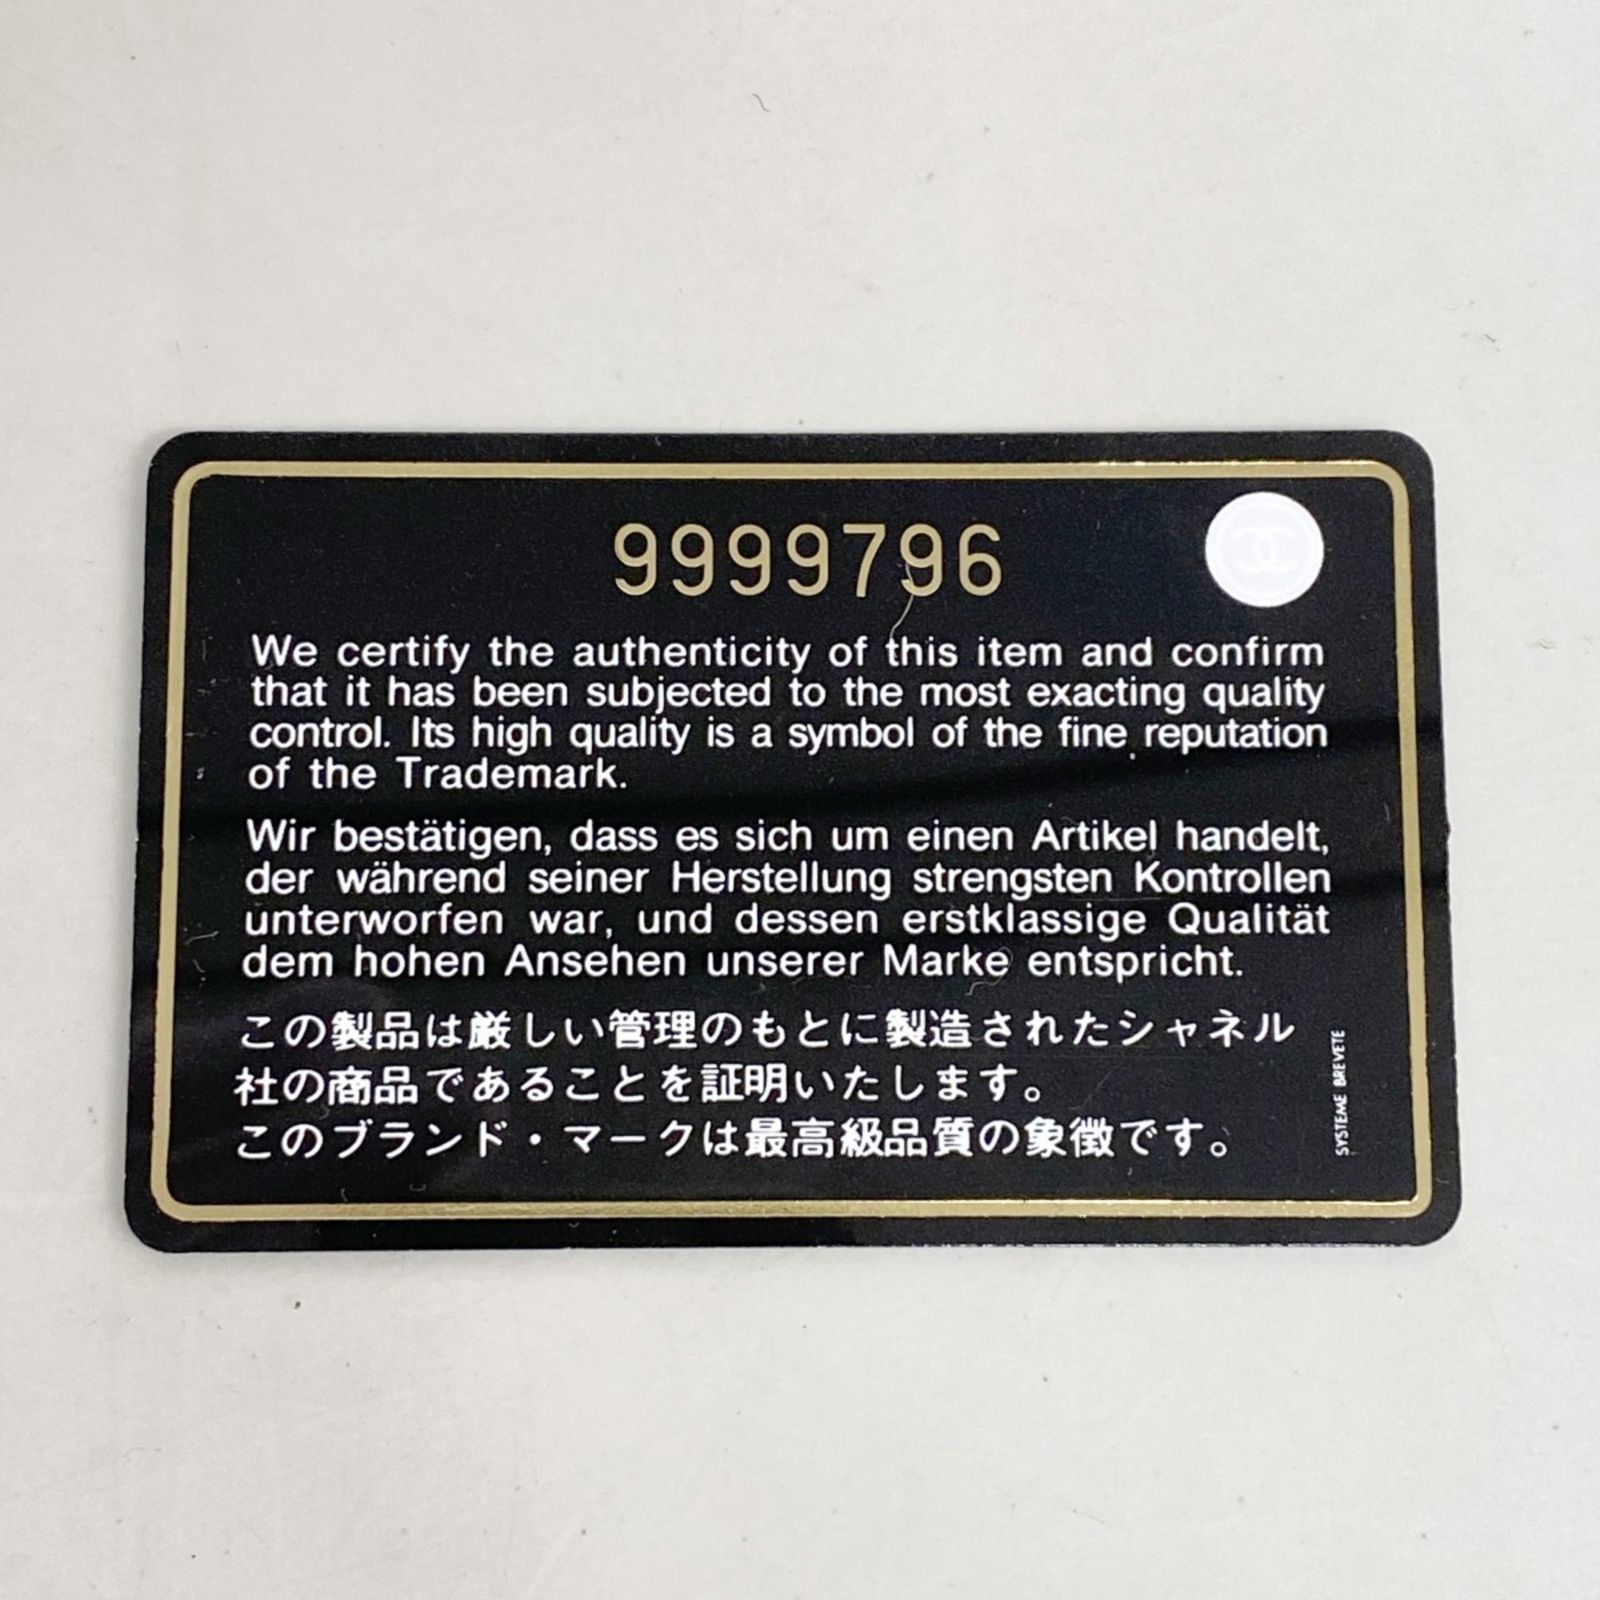 9999796
We certify the authenticity of this item and confirm
that it has been subjected to the most exacting quality
control. Its high quality is a symbol of the fine reputation
of the Trademark.
Wir bestätigen, dass es sich um einen Artikel handelt,
der während seiner Herstellung strengsten Kontrollen
unterworfen war, und dessen erstklassige Qualität
dem hohen Ansehen unserer Marke entspricht.
この製品は厳しい管理のもとに製造されたシャネル
社の商品であることを証明いたします。
このブランド・マークは最高級品質の象徴です。
SYSTEME BREVETE